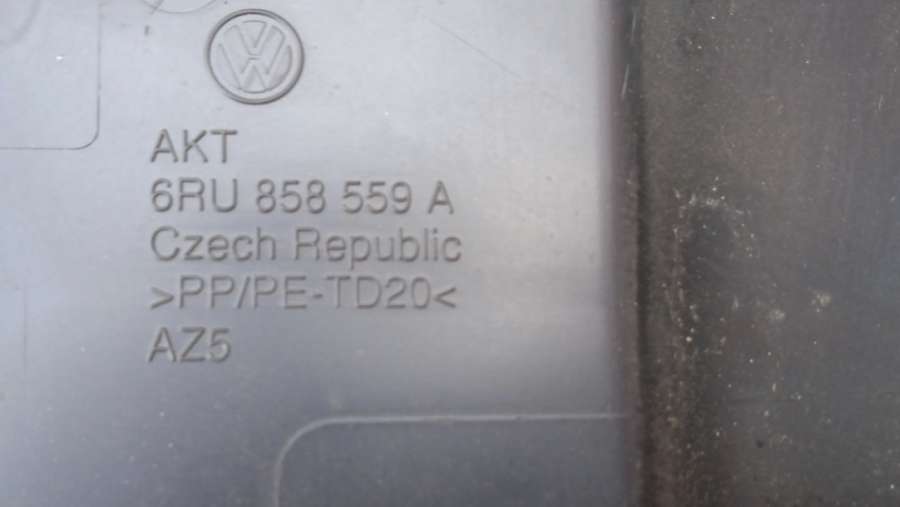 AKT
6RU 858 559 A
Czech Republic
>PP/PE-TD20<
AZ5